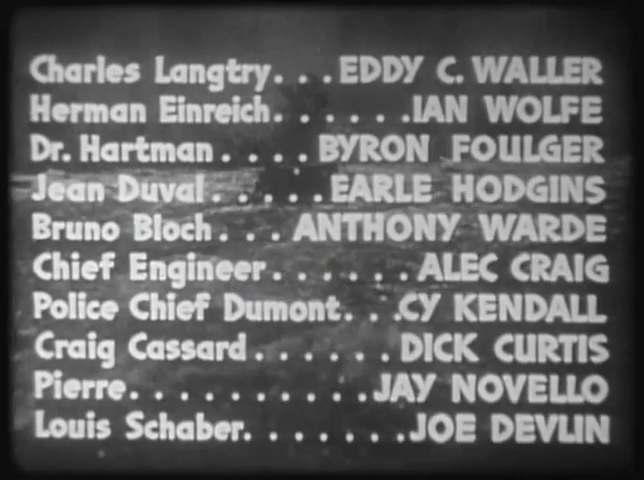 Charles Langtry. . .EDDY C. WALLER
Herman Einreich. . . . . .IAN WOLFE
Dr. Hartman . . . . BYRON FOULGER
Jean Duval . . . . . EARLE HODGINS
Bruno Bloch . . . ANTHONY WARDE
Chief Engineer. . . . . . ALEC CRAIG
Police Chief Dumont. . .CY KENDALL
Craig Cassard . . . . . . DICK CURTIS
Pierre. . . . . . . . . . JAY NOVELLO
Louis Schaber. . . . . . .JOE DEVLIN